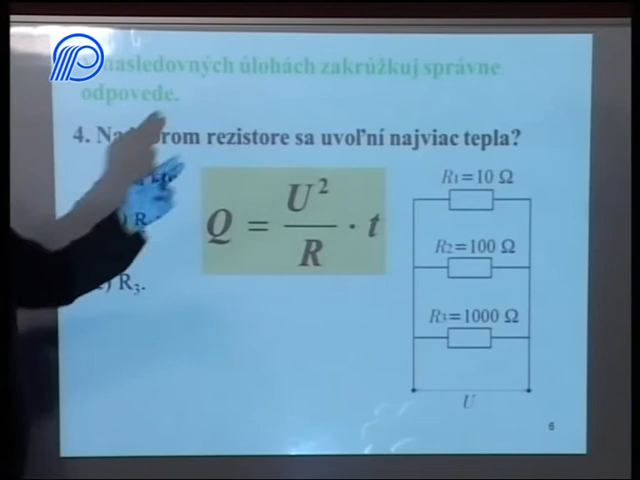 nasledovných úlohách zakrúžkuj správne
odpovede.
4. Na rom rezistore sa uvoľní najviac tepla?
R₁=10 Ω
Q = U²/R · t
) R
R₂=100 Ω
) R₃.
R₃=1000 Ω
U
6